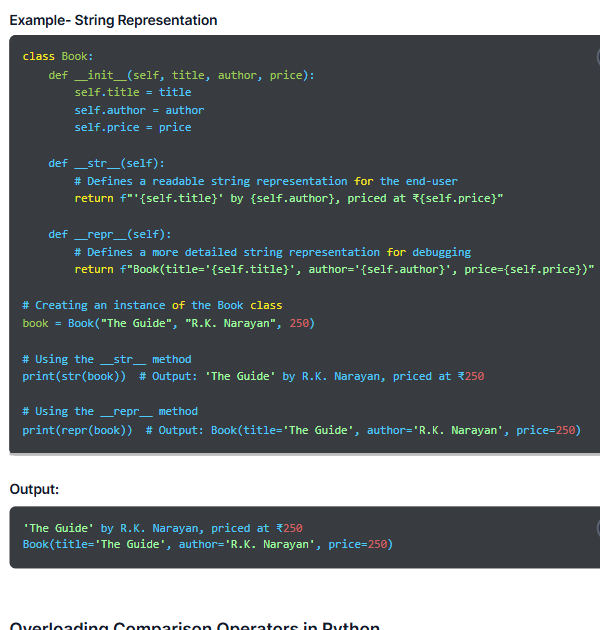 Example- String Representation
class Book:
    def __init__(self, title, author, price):
        self.title = title
        self.author = author
        self.price = price

    def __str__(self):
        # Defines a readable string representation for the end-user
        return f"'{self.title}' by {self.author}, priced at ₹{self.price}"

    def __repr__(self):
        # Defines a more detailed string representation for debugging
        return f"Book(title='{self.title}', author='{self.author}', price={self.price})"

# Creating an instance of the Book class
book = Book("The Guide", "R.K. Narayan", 250)

# Using the __str__ method
print(str(book))  # Output: 'The Guide' by R.K. Narayan, priced at ₹250

# Using the __repr__ method
print(repr(book))  # Output: Book(title='The Guide', author='R.K. Narayan', price=250)
Output:
'The Guide' by R.K. Narayan, priced at ₹250
Book(title='The Guide', author='R.K. Narayan', price=250)
Overloading Comparison Operators in Python